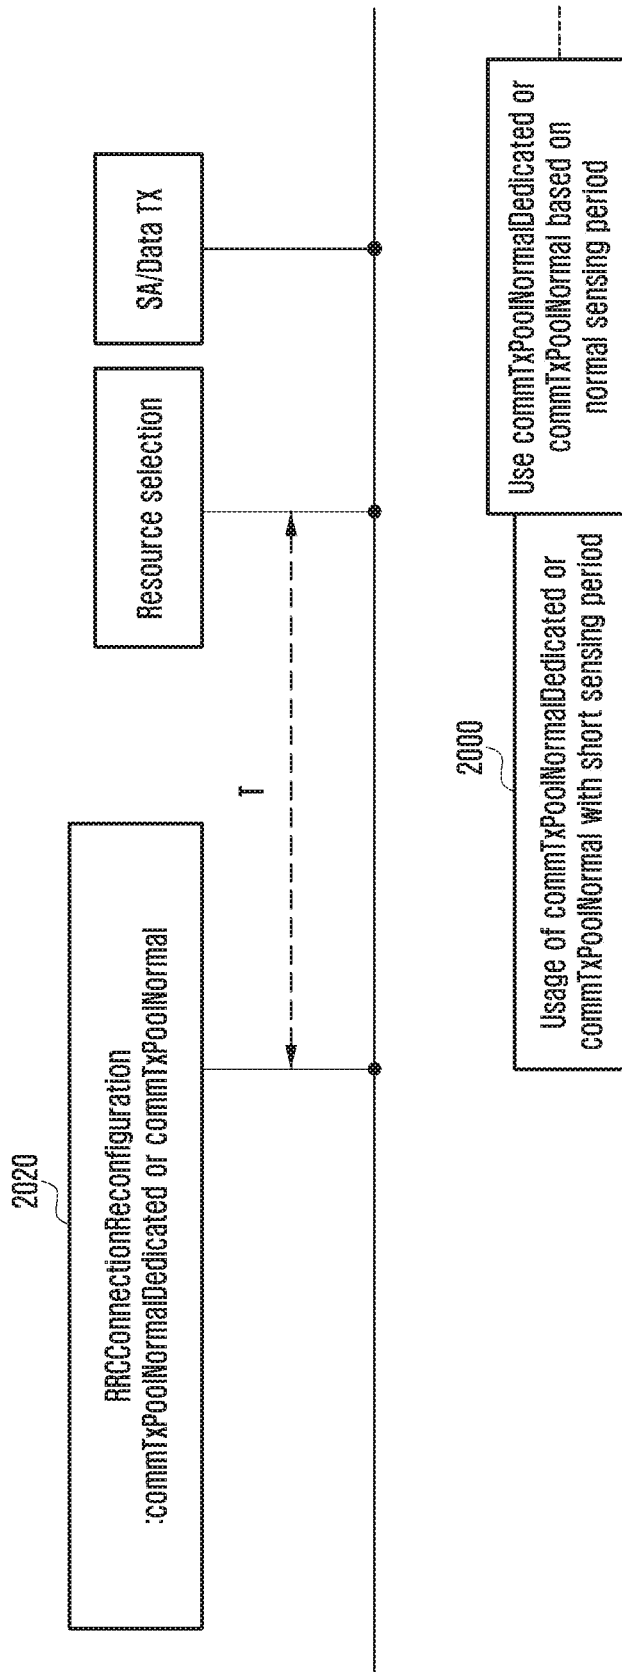 2020
RRCConnectionReconfiguration
:commTxPoolNormalDedicated or commTxPoolNormal
T
Resource selection
SA/Data TX
2000
Usage of commTxPoolNormalDedicated or
commTxPoolNormal with short sensing period
Use commTxPoolNormalDedicated or
commTxPoolNormal based on
normal sensing period